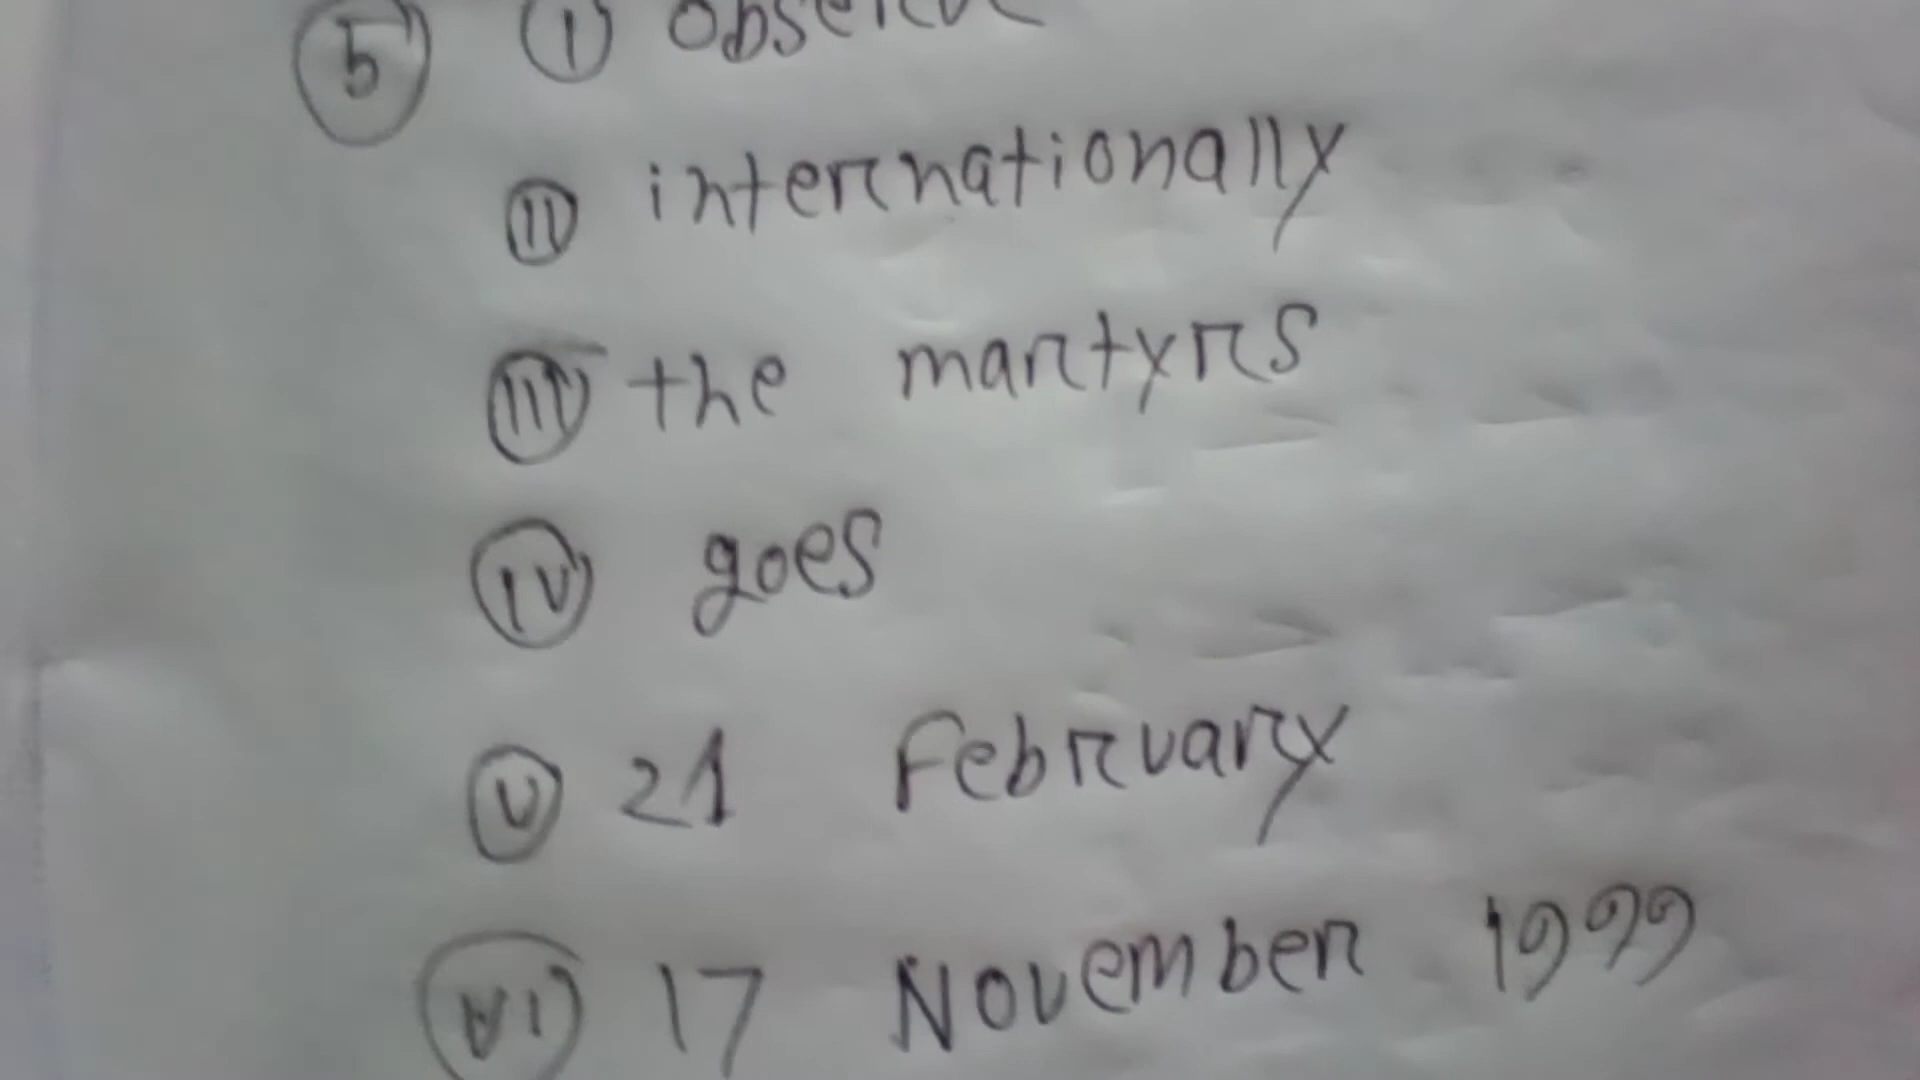 5 i
ii internationally
iii the martyrs
iv goes
v 21 February
vi 17 November 1999